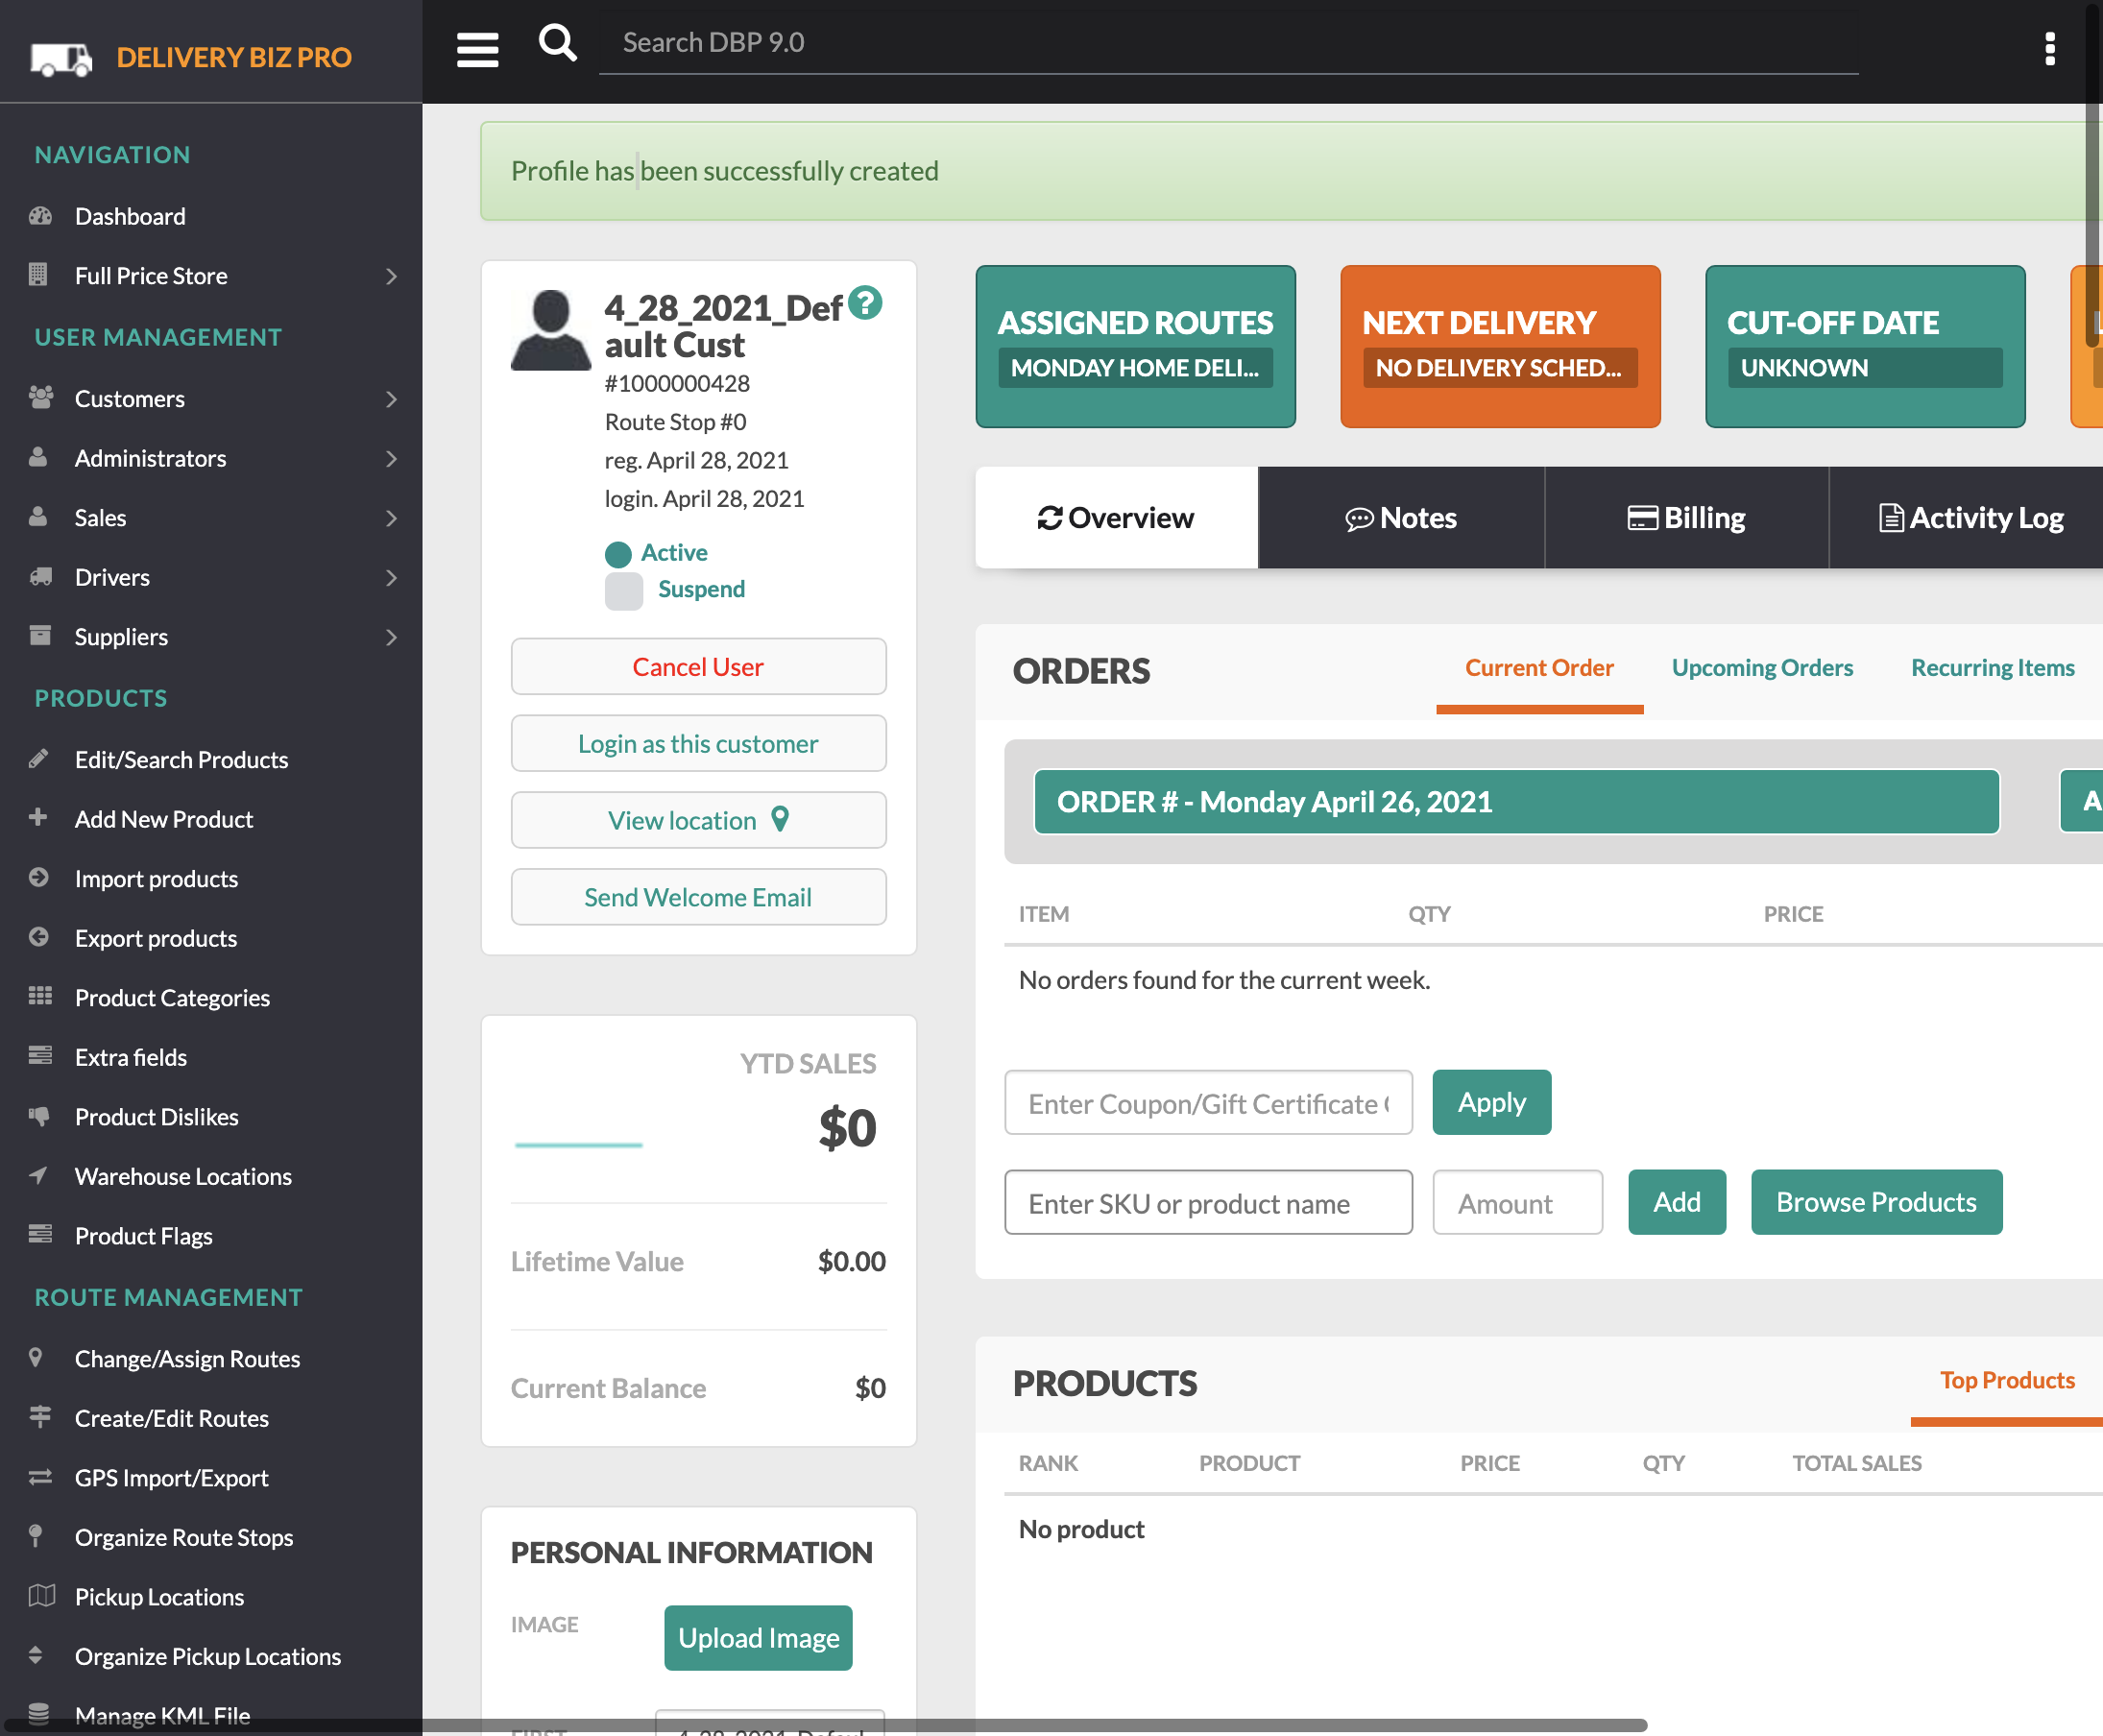 DELIVERY BIZ PRO
Search DBP 9.0
NAVIGATION
Dashboard
Full Price Store
USER MANAGEMENT
Customers
Administrators
Sales
Drivers
Suppliers
PRODUCTS
Edit/Search Products
Add New Product
Import products
Export products
Product Categories
Extra fields
Product Dislikes
Warehouse Locations
Product Flags
ROUTE MANAGEMENT
Change/Assign Routes
Create/Edit Routes
GPS Import/Export
Organize Route Stops
Pickup Locations
Organize Pickup Locations
Manage KML File
Profile has been successfully created
4_28_2021_Def
ault Cust
#1000000428
Route Stop #0
reg. April 28, 2021
login. April 28, 2021
Active
Suspend
Cancel User
Login as this customer
View location
Send Welcome Email
YTD SALES
$0
Lifetime Value $0.00
Current Balance $0
PERSONAL INFORMATION
IMAGE Upload Image
FIRST 4_28_2021_Defaul
ASSIGNED ROUTES
MONDAY HOME DELI...
NEXT DELIVERY
NO DELIVERY SCHED...
CUT-OFF DATE
UNKNOWN
Overview Notes Billing Activity Log
ORDERS Current Order Upcoming Orders Recurring Items
ORDER # - Monday April 26, 2021
ITEM QTY PRICE
No orders found for the current week.
Enter Coupon/Gift Certificate Apply
Enter SKU or product name Amount Add Browse Products
PRODUCTS Top Products
RANK PRODUCT PRICE QTY TOTAL SALES
No product